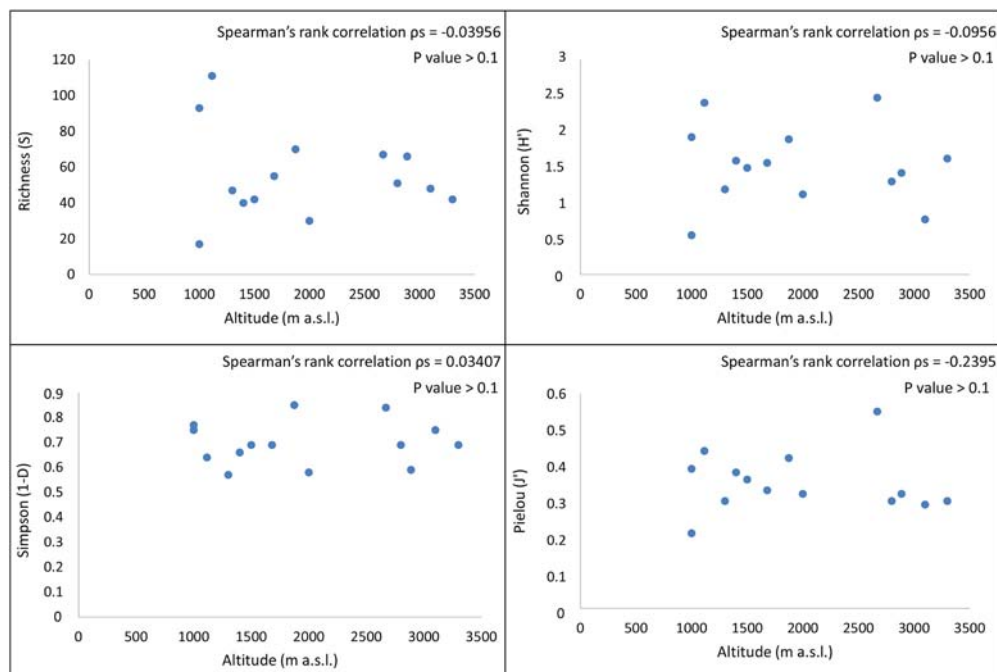 Spearman's rank correlation ρs = -0.03956
P value > 0.1
120
100
80
60
40
20
0
Richness (S)
0 500 1000 1500 2000 2500 3000 3500
Altitude (m a.s.l.)
Spearman's rank correlation ρs = -0.0956
P value > 0.1
3
2.5
2
1.5
1
0.5
0
Shannon (H')
0 500 1000 1500 2000 2500 3000 3500
Altitude (m a.s.l.)
Spearman's rank correlation ρs = 0.03407
P value > 0.1
0.9
0.8
0.7
0.6
0.5
0.4
0.3
0.2
0.1
0
Simpson (1-D)
0 500 1000 1500 2000 2500 3000 3500
Altitude (m a.s.l.)
Spearman's rank correlation ρs = -0.2395
P value > 0.1
0.6
0.5
0.4
0.3
0.2
0.1
0
Pielou (J')
0 500 1000 1500 2000 2500 3000 3500
Altitude (m a.s.l.)